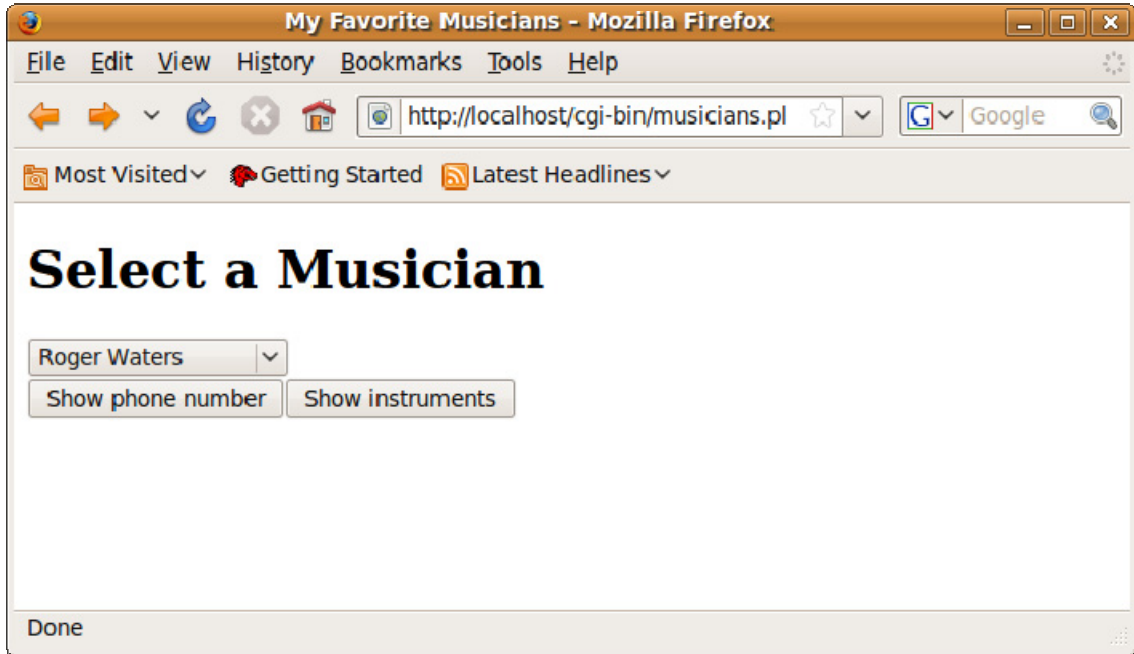 My Favorite Musicians – Mozilla Firefox
File Edit View History Bookmarks Tools Help
http://localhost/cgi-bin/musicians.pl G Google
Most Visited Getting Started Latest Headlines
Select a Musician
Roger Waters
Show phone number Show instruments
Done